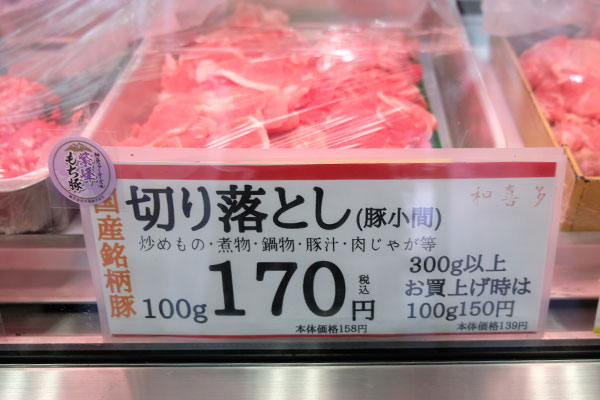 もち豚
国産銘柄豚
切り落とし(豚小間)
和喜多
炒めもの・煮物・鍋物・豚汁・肉じゃが等
100g 170円 税込
本体価格158円
300g以上
お買上げ時は
100g150円
本体価格139円